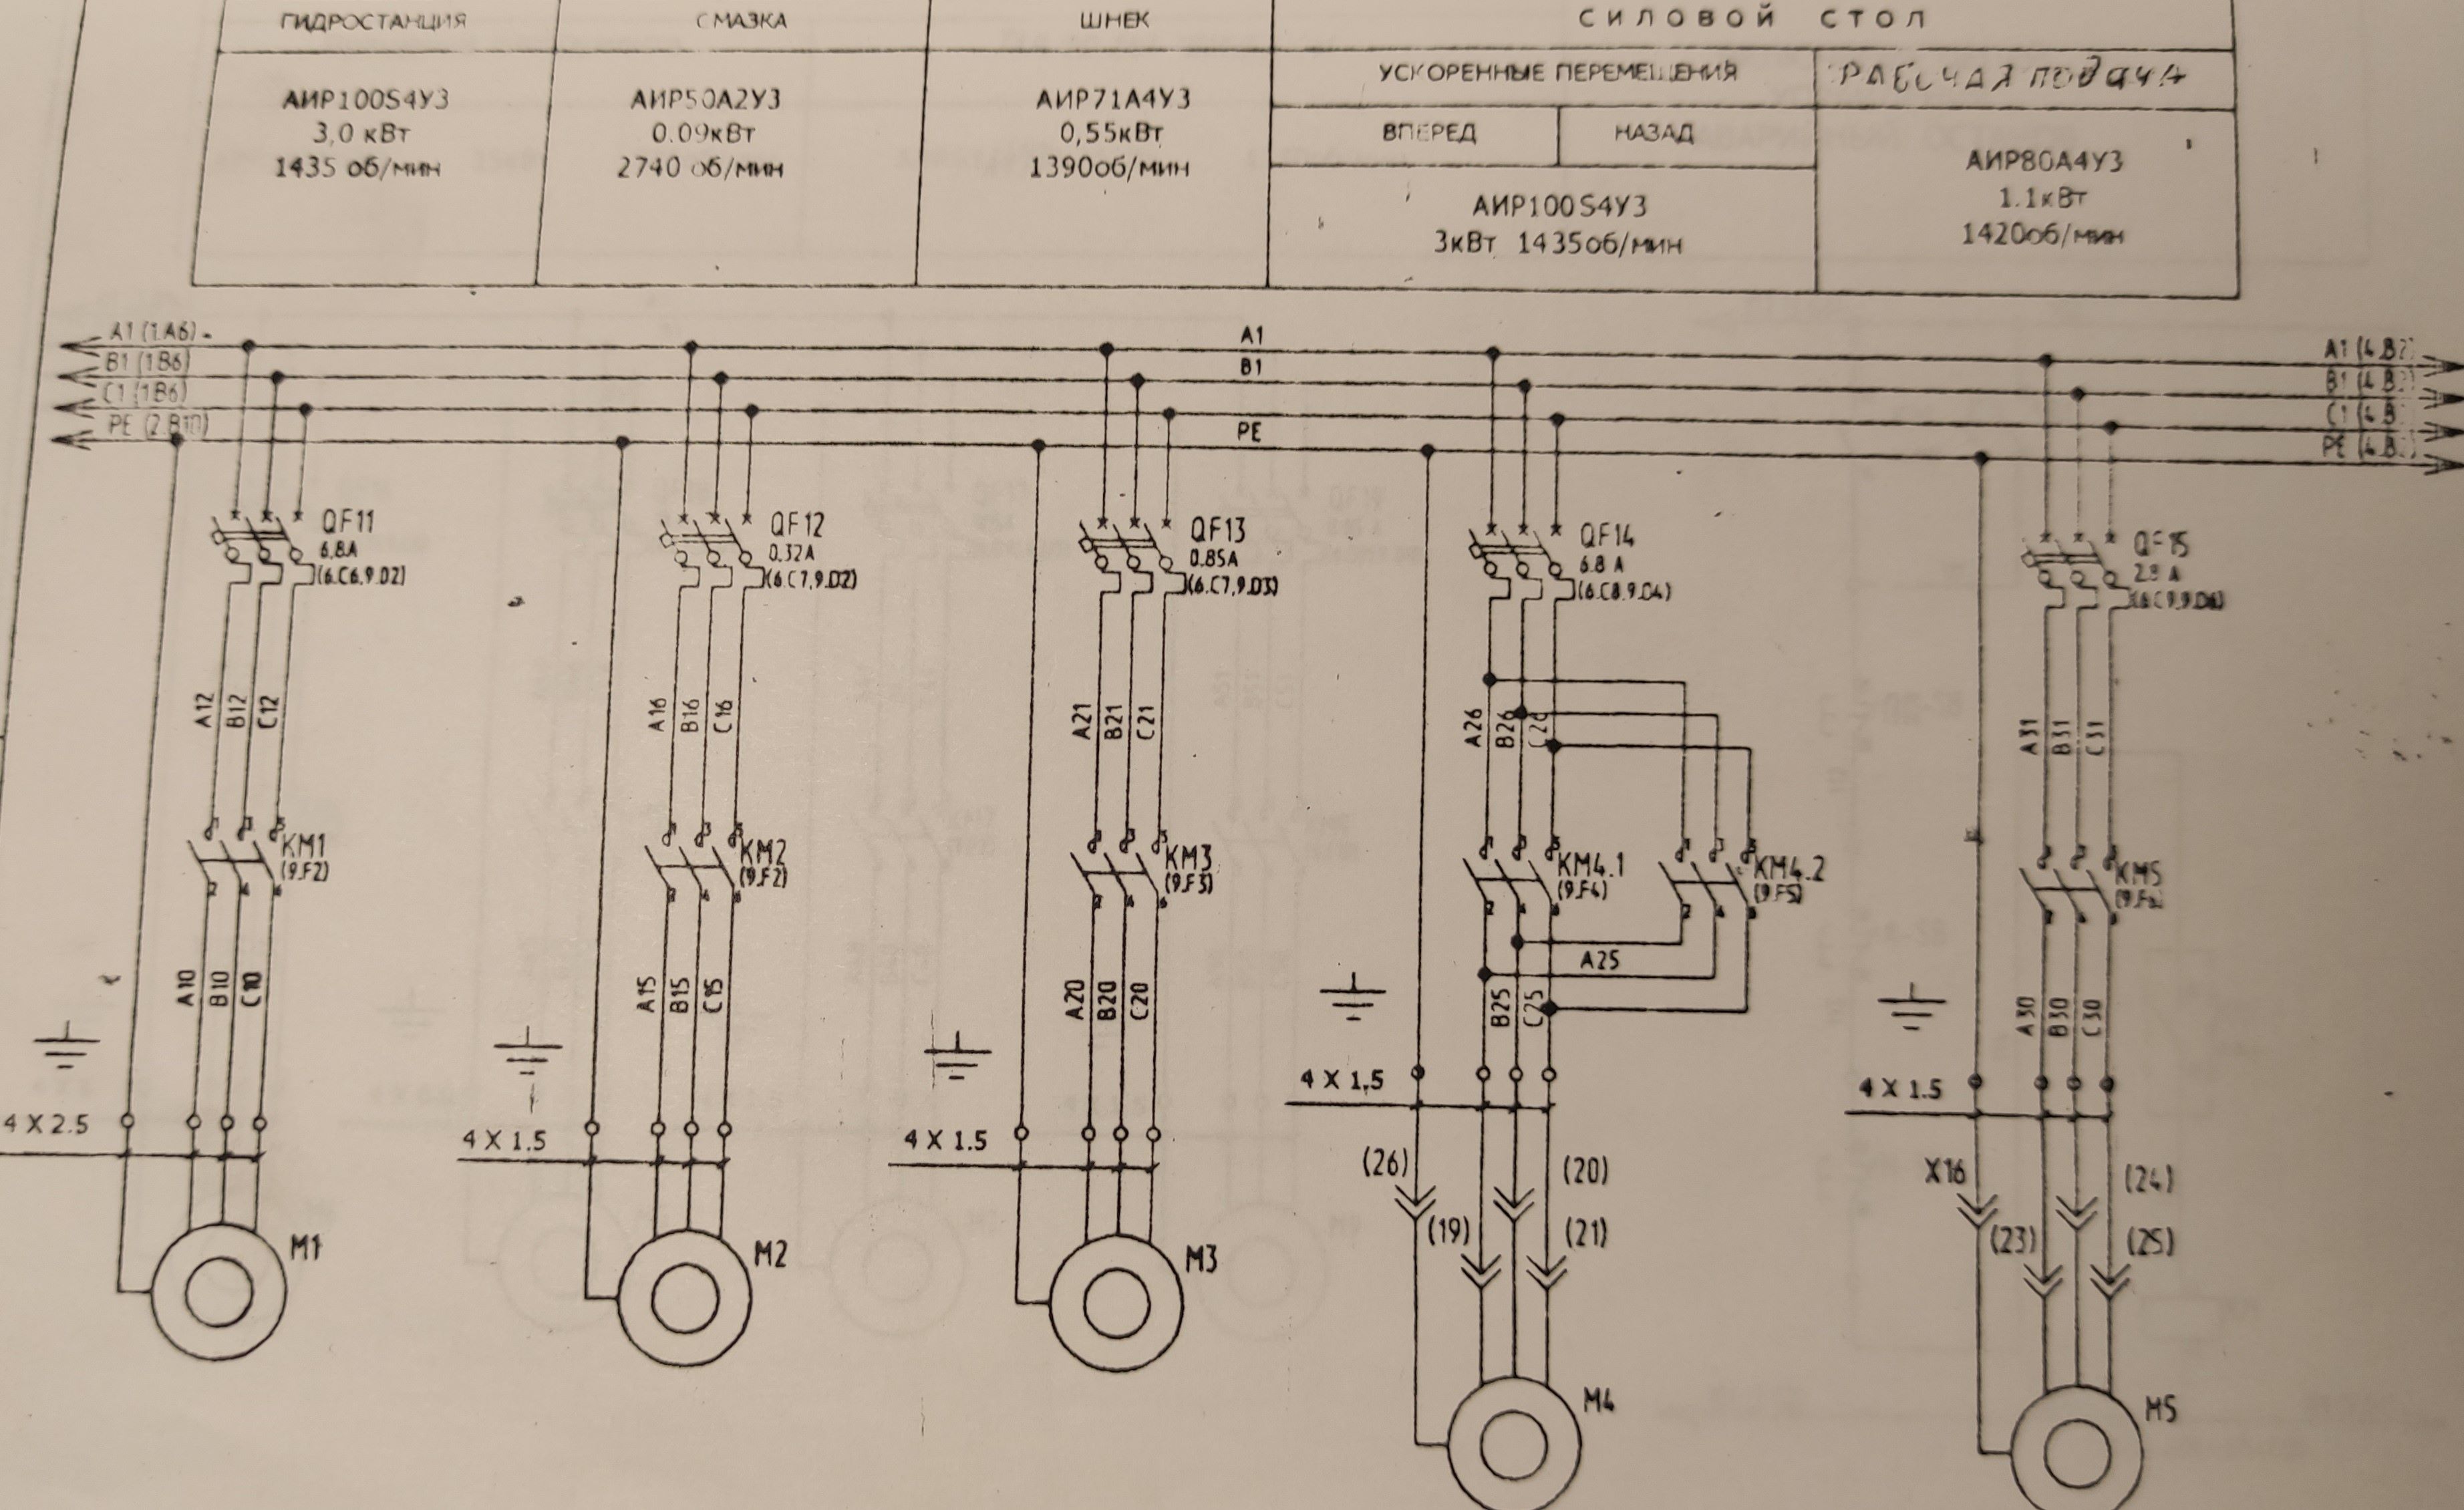 ГИДРОСТАНЦИЯ
СМАЗКА
ШНЕК
СИЛОВОЙ СТОЛ
УСКОРЕННЫЕ ПЕРЕМЕЩЕНИЯ
РАБОЧАЯ ПОДАЧА
ВПЕРЕД
НАЗАД
АИР100S4У3
3,0 кВт
1435 об/мин
АИР50А2У3
0.09кВт
2740 об/мин
АИР71А4У3
0,55кВт
1390об/мин
АИР100S4У3
3кВт 1435об/мин
АИР80А4У3
1.1кВт
1420об/мин
A1 (1.A6)
B1 (1B6)
C1 (1B6)
PE (2.B10)
A1
B1
PE
A1 (4.B2)
B1 (4.B
C1 (4.B
PE (4.B
QF11
6,8A
(6.C6,9.D2)
QF12
0.32A
(6.C7,9.D2)
QF13
0.85A
(6.C7,9.D3)
QF14
6.8 A
(6.C8.9.D4)
QF15
2.8 A
A12
B12
C12
A16
B16
C16
A21
B21
C21
A26
B26
C26
A31
B31
C31
KM1
(9.F2)
KM2
(9.F2)
KM3
(9.F3)
KM4.1
(9.F4)
KM4.2
(9.F5)
KM5
A10
B10
C10
A15
B15
C15
A20
B20
C20
A25
B25
C25
A30
B30
C30
4 X 2.5
4 X 1.5
4 X 1.5
4 X 1.5
4 X 1.5
(26)
(20)
(19)
(21)
X16
(24)
(23)
(25)
M1
M2
M3
M4
M5